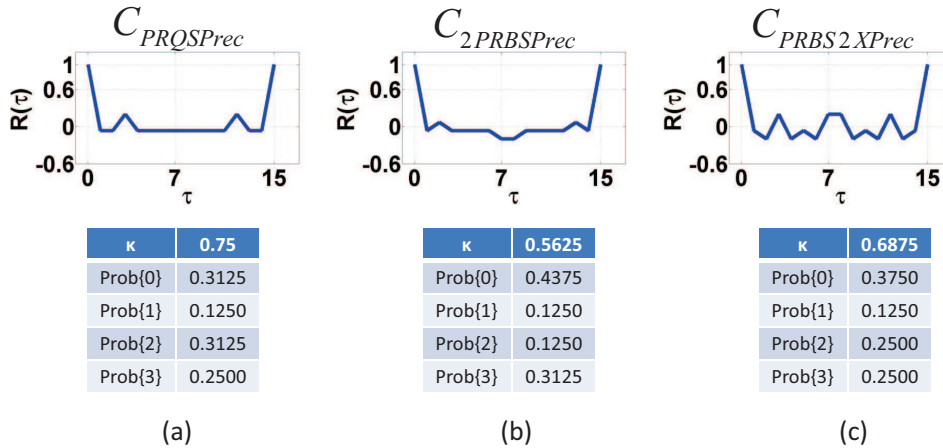 C_PRQSPrec
1
0.6
0
-0.6
R(τ)
0
7
15
τ
κ 0.75
Prob{0} 0.3125
Prob{1} 0.1250
Prob{2} 0.3125
Prob{3} 0.2500
(a)
C_2PRBSPrec
1
0.6
0
-0.6
R(τ)
0
7
15
τ
κ 0.5625
Prob{0} 0.4375
Prob{1} 0.1250
Prob{2} 0.1250
Prob{3} 0.3125
(b)
C_PRBS2XPrec
1
0.6
0
-0.6
R(τ)
0
7
15
τ
κ 0.6875
Prob{0} 0.3750
Prob{1} 0.1250
Prob{2} 0.2500
Prob{3} 0.2500
(c)